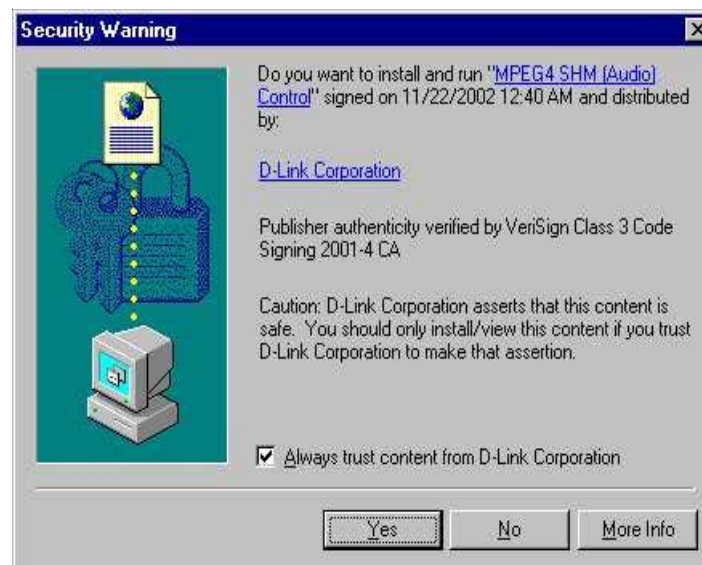 Security Warning
Do you want to install and run "MPEG4 SHM (Audio)
Control" signed on 11/22/2002 12:40 AM and distributed
by:
D-Link Corporation
Publisher authenticity verified by VeriSign Class 3 Code
Signing 2001-4 CA
Caution: D-Link Corporation asserts that this content is
safe. You should only install/view this content if you trust
D-Link Corporation to make that assertion.
Always trust content from D-Link Corporation
Yes No More Info